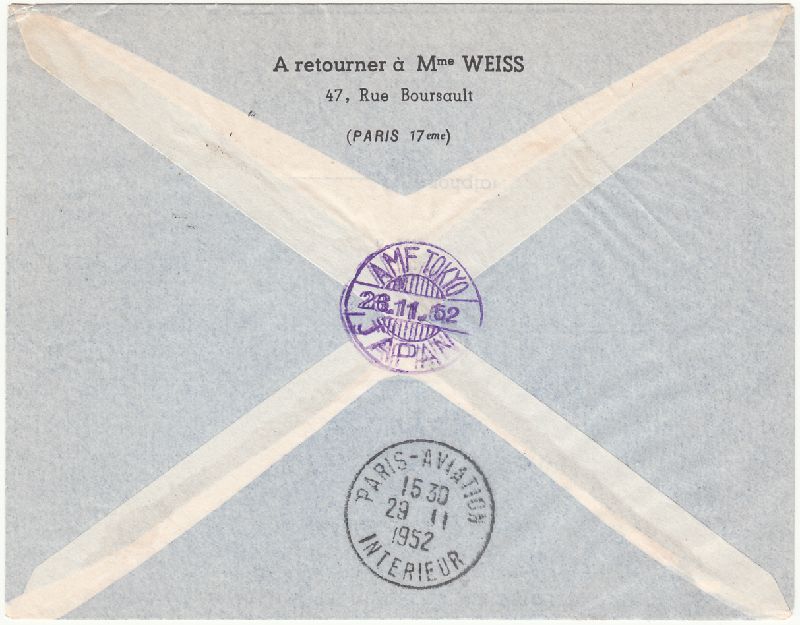 A retourner à Mme WEISS
47, Rue Boursault
(PARIS 17eme)
AMF TOKYO
28.11.52
JAPAN
PARIS-AVIATION
15 30
29 11
1952
INTERIEUR